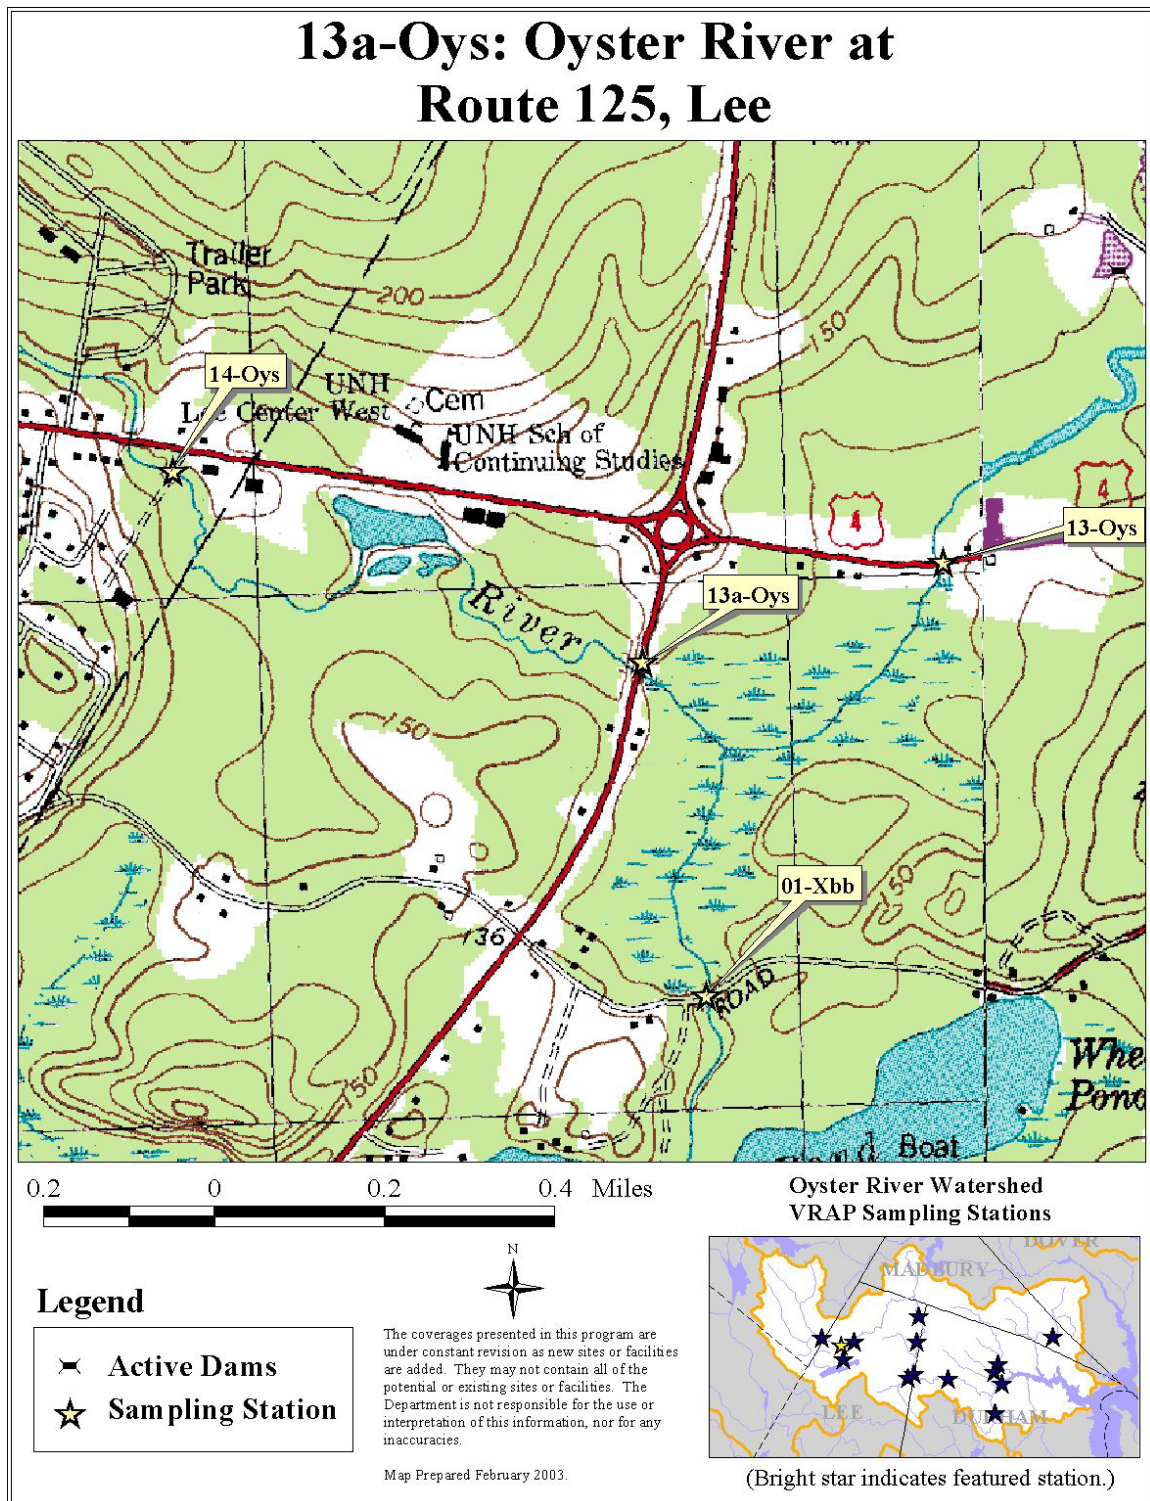 13a-Oys: Oyster River at
Route 125, Lee
Trailer
Park
200
150
14-Oys
UNH
Lee Center West
Cem
UNH Sch of
Continuing Studies
4
4
13-Oys
13a-Oys
River
150
01-Xbb
150
136
ROAD
150
Whe
Pond
Boat
0.2 0 0.2 0.4 Miles
Oyster River Watershed
VRAP Sampling Stations
N
DOVER
MADBURY
LEE
DURHAM
Legend
Active Dams
Sampling Station
The coverages presented in this program are
under constant revision as new sites or facilities
are added. They may not contain all of the
potential or existing sites or facilities. The
Department is not responsible for the use or
interpretation of this information, nor for any
inaccuracies.
Map Prepared February 2003.
(Bright star indicates featured station.)